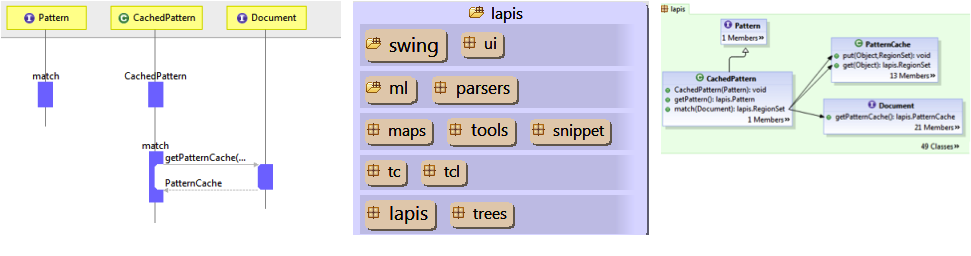 I Pattern
C CachedPattern
I Document
match
CachedPattern
match
getPatternCache(...
PatternCache
lapis
swing
ui
ml
parsers
maps
tools
snippet
tc
tcl
lapis
trees
lapis
I Pattern
1 Members»
C CachedPattern
CachedPattern(Pattern): void
getPattern(): lapis.Pattern
match(Document): lapis.RegionSet
1 Members»
C PatternCache
put(Object,RegionSet): void
get(Object): lapis.RegionSet
13 Members»
I Document
getPatternCache(): lapis.PatternCache
21 Members»
49 Classes»